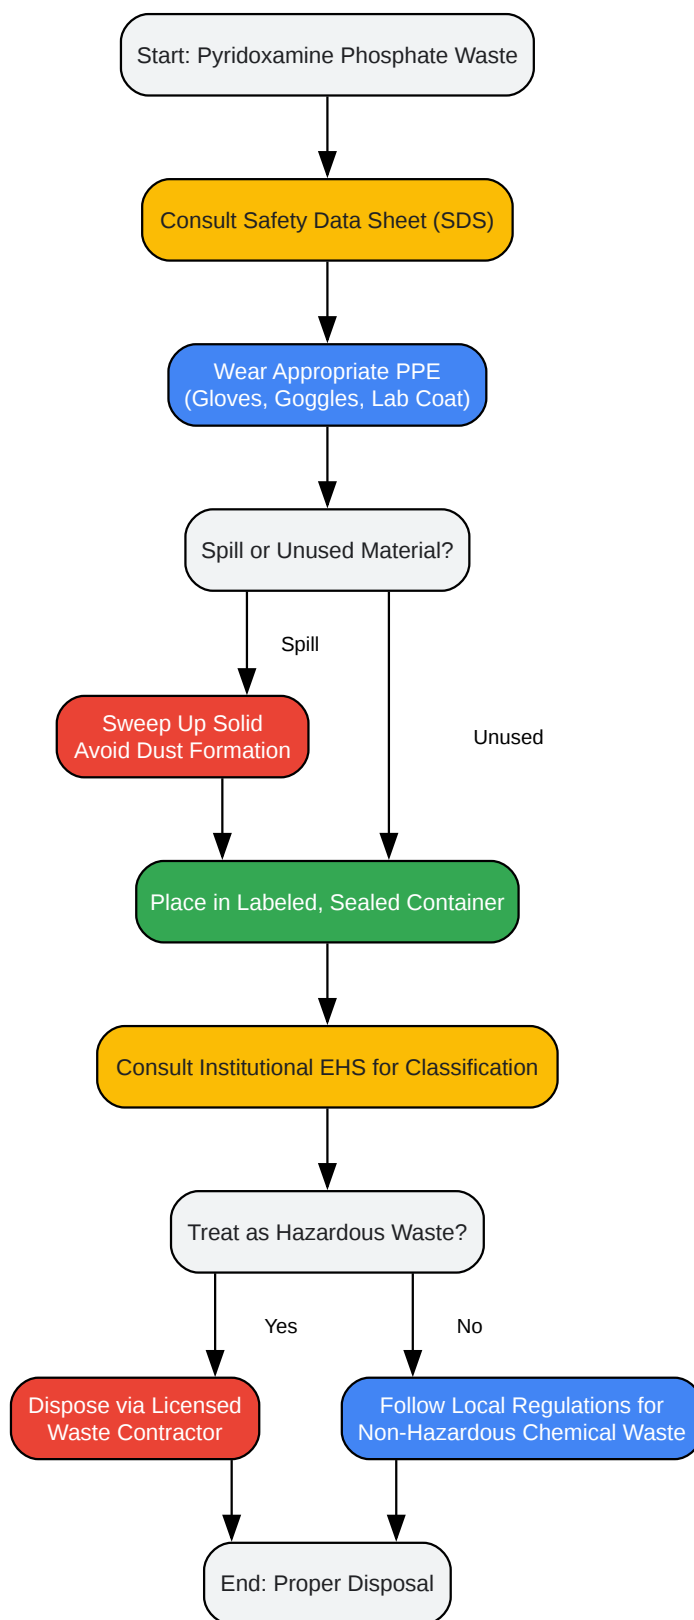 Start: Pyridoxamine Phosphate Waste
Consult Safety Data Sheet (SDS)
Wear Appropriate PPE
(Gloves, Goggles, Lab Coat)
Spill or Unused Material?
Spill
Sweep Up Solid
Avoid Dust Formation
Unused
Place in Labeled, Sealed Container
Consult Institutional EHS for Classification
Treat as Hazardous Waste?
Yes
No
Dispose via Licensed
Waste Contractor
Follow Local Regulations for
Non-Hazardous Chemical Waste
End: Proper Disposal